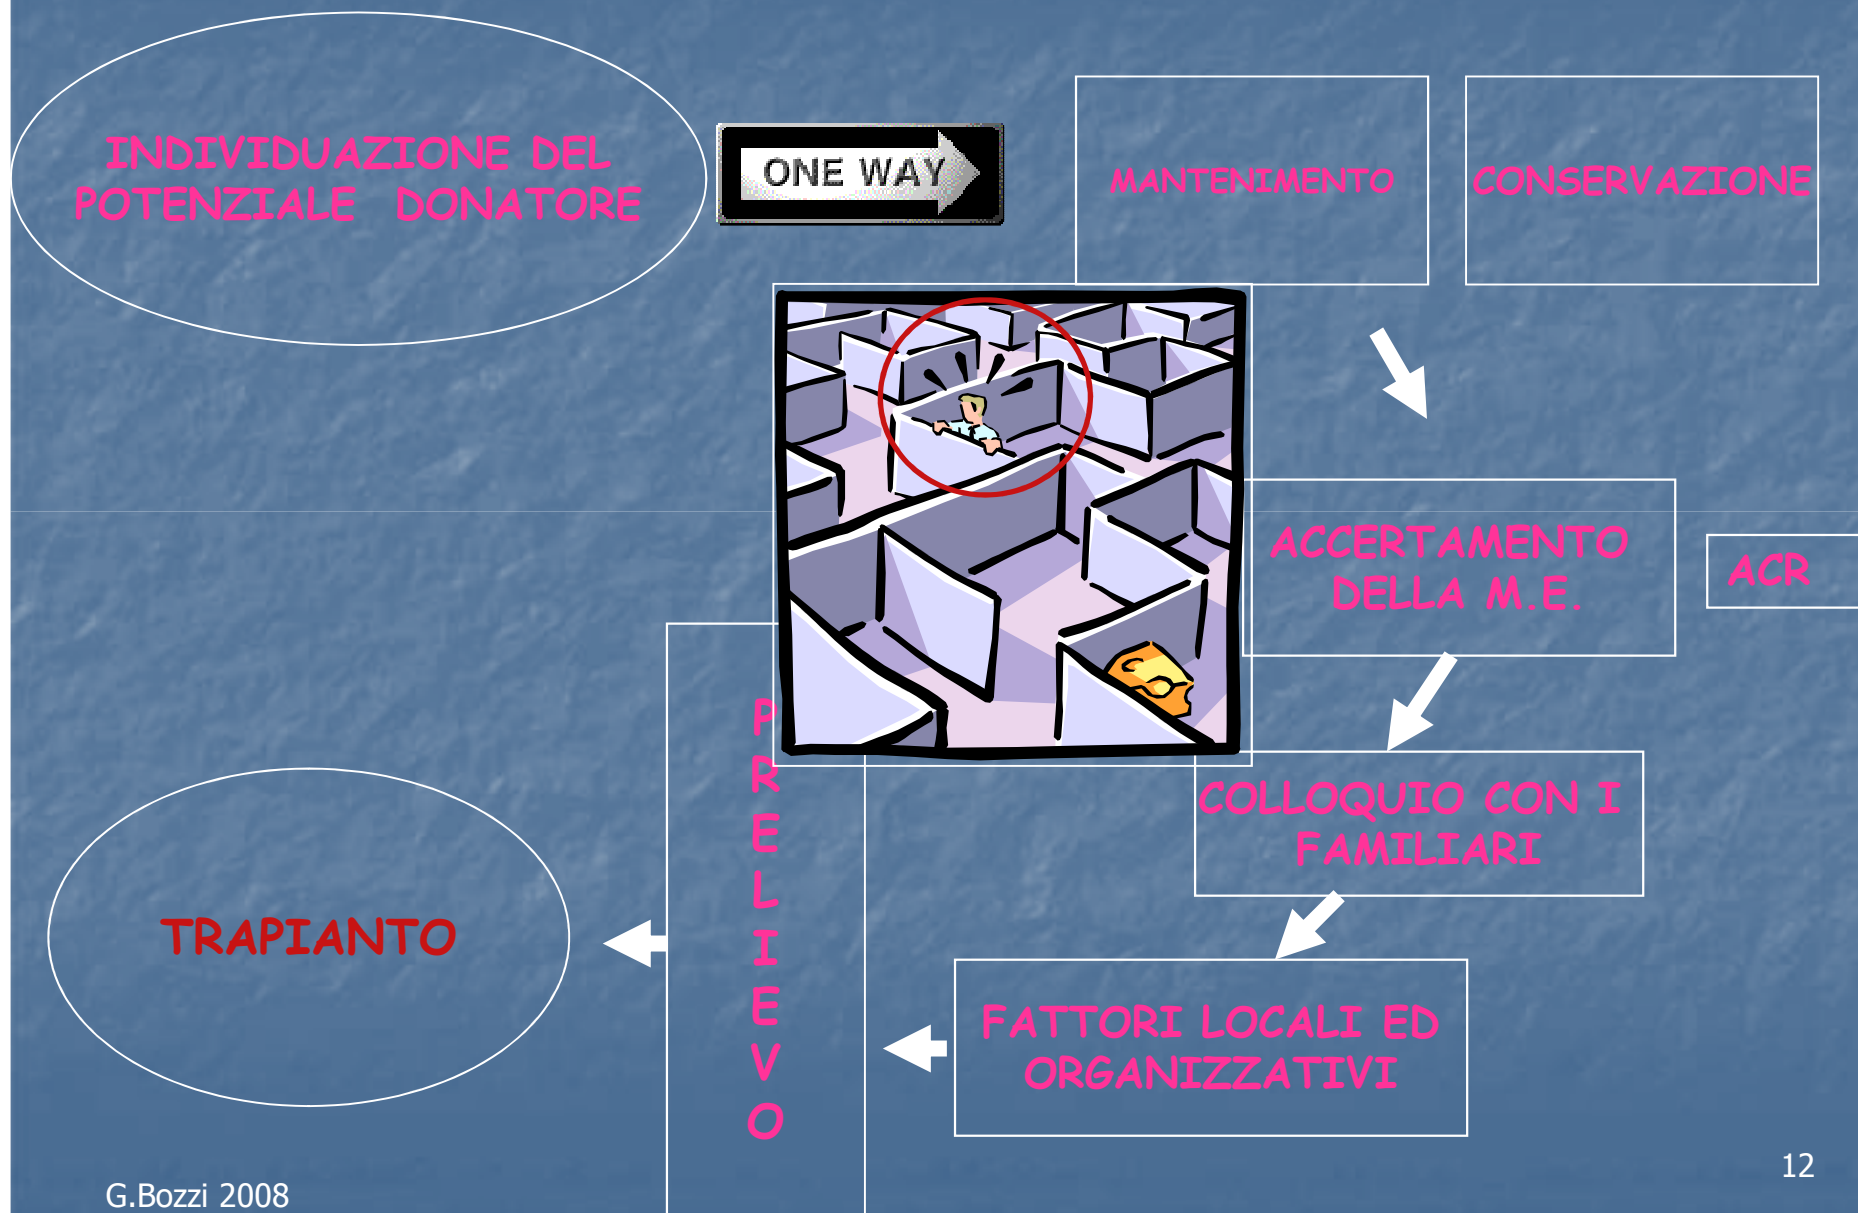 INDIVIDUAZIONE DEL
POTENZIALE DONATORE
ONE WAY
MANTENIMENTO
CONSERVAZIONE
ACCERTAMENTO
DELLA M.E.
ACR
COLLOQUIO CON I
FAMILIARI
FATTORI LOCALI ED
ORGANIZZATIVI
P
R
E
L
I
E
V
O
TRAPIANTO
G.Bozzi 2008
12